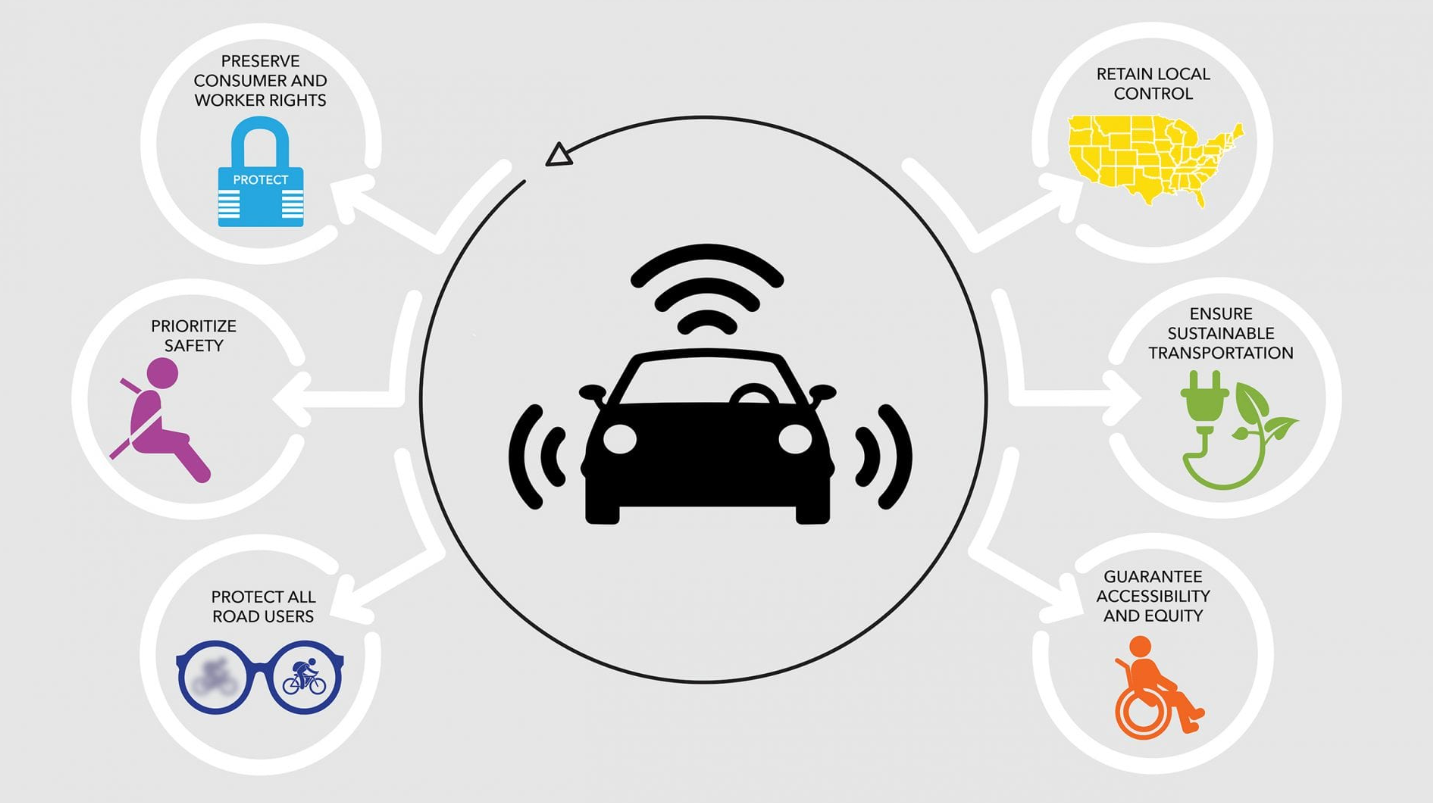 PRESERVE
CONSUMER AND
WORKER RIGHTS
PROTECT
PRIORITIZE
SAFETY
PROTECT ALL
ROAD USERS
RETAIN LOCAL
CONTROL
ENSURE
SUSTAINABLE
TRANSPORTATION
GUARANTEE
ACCESSIBILITY
AND EQUITY